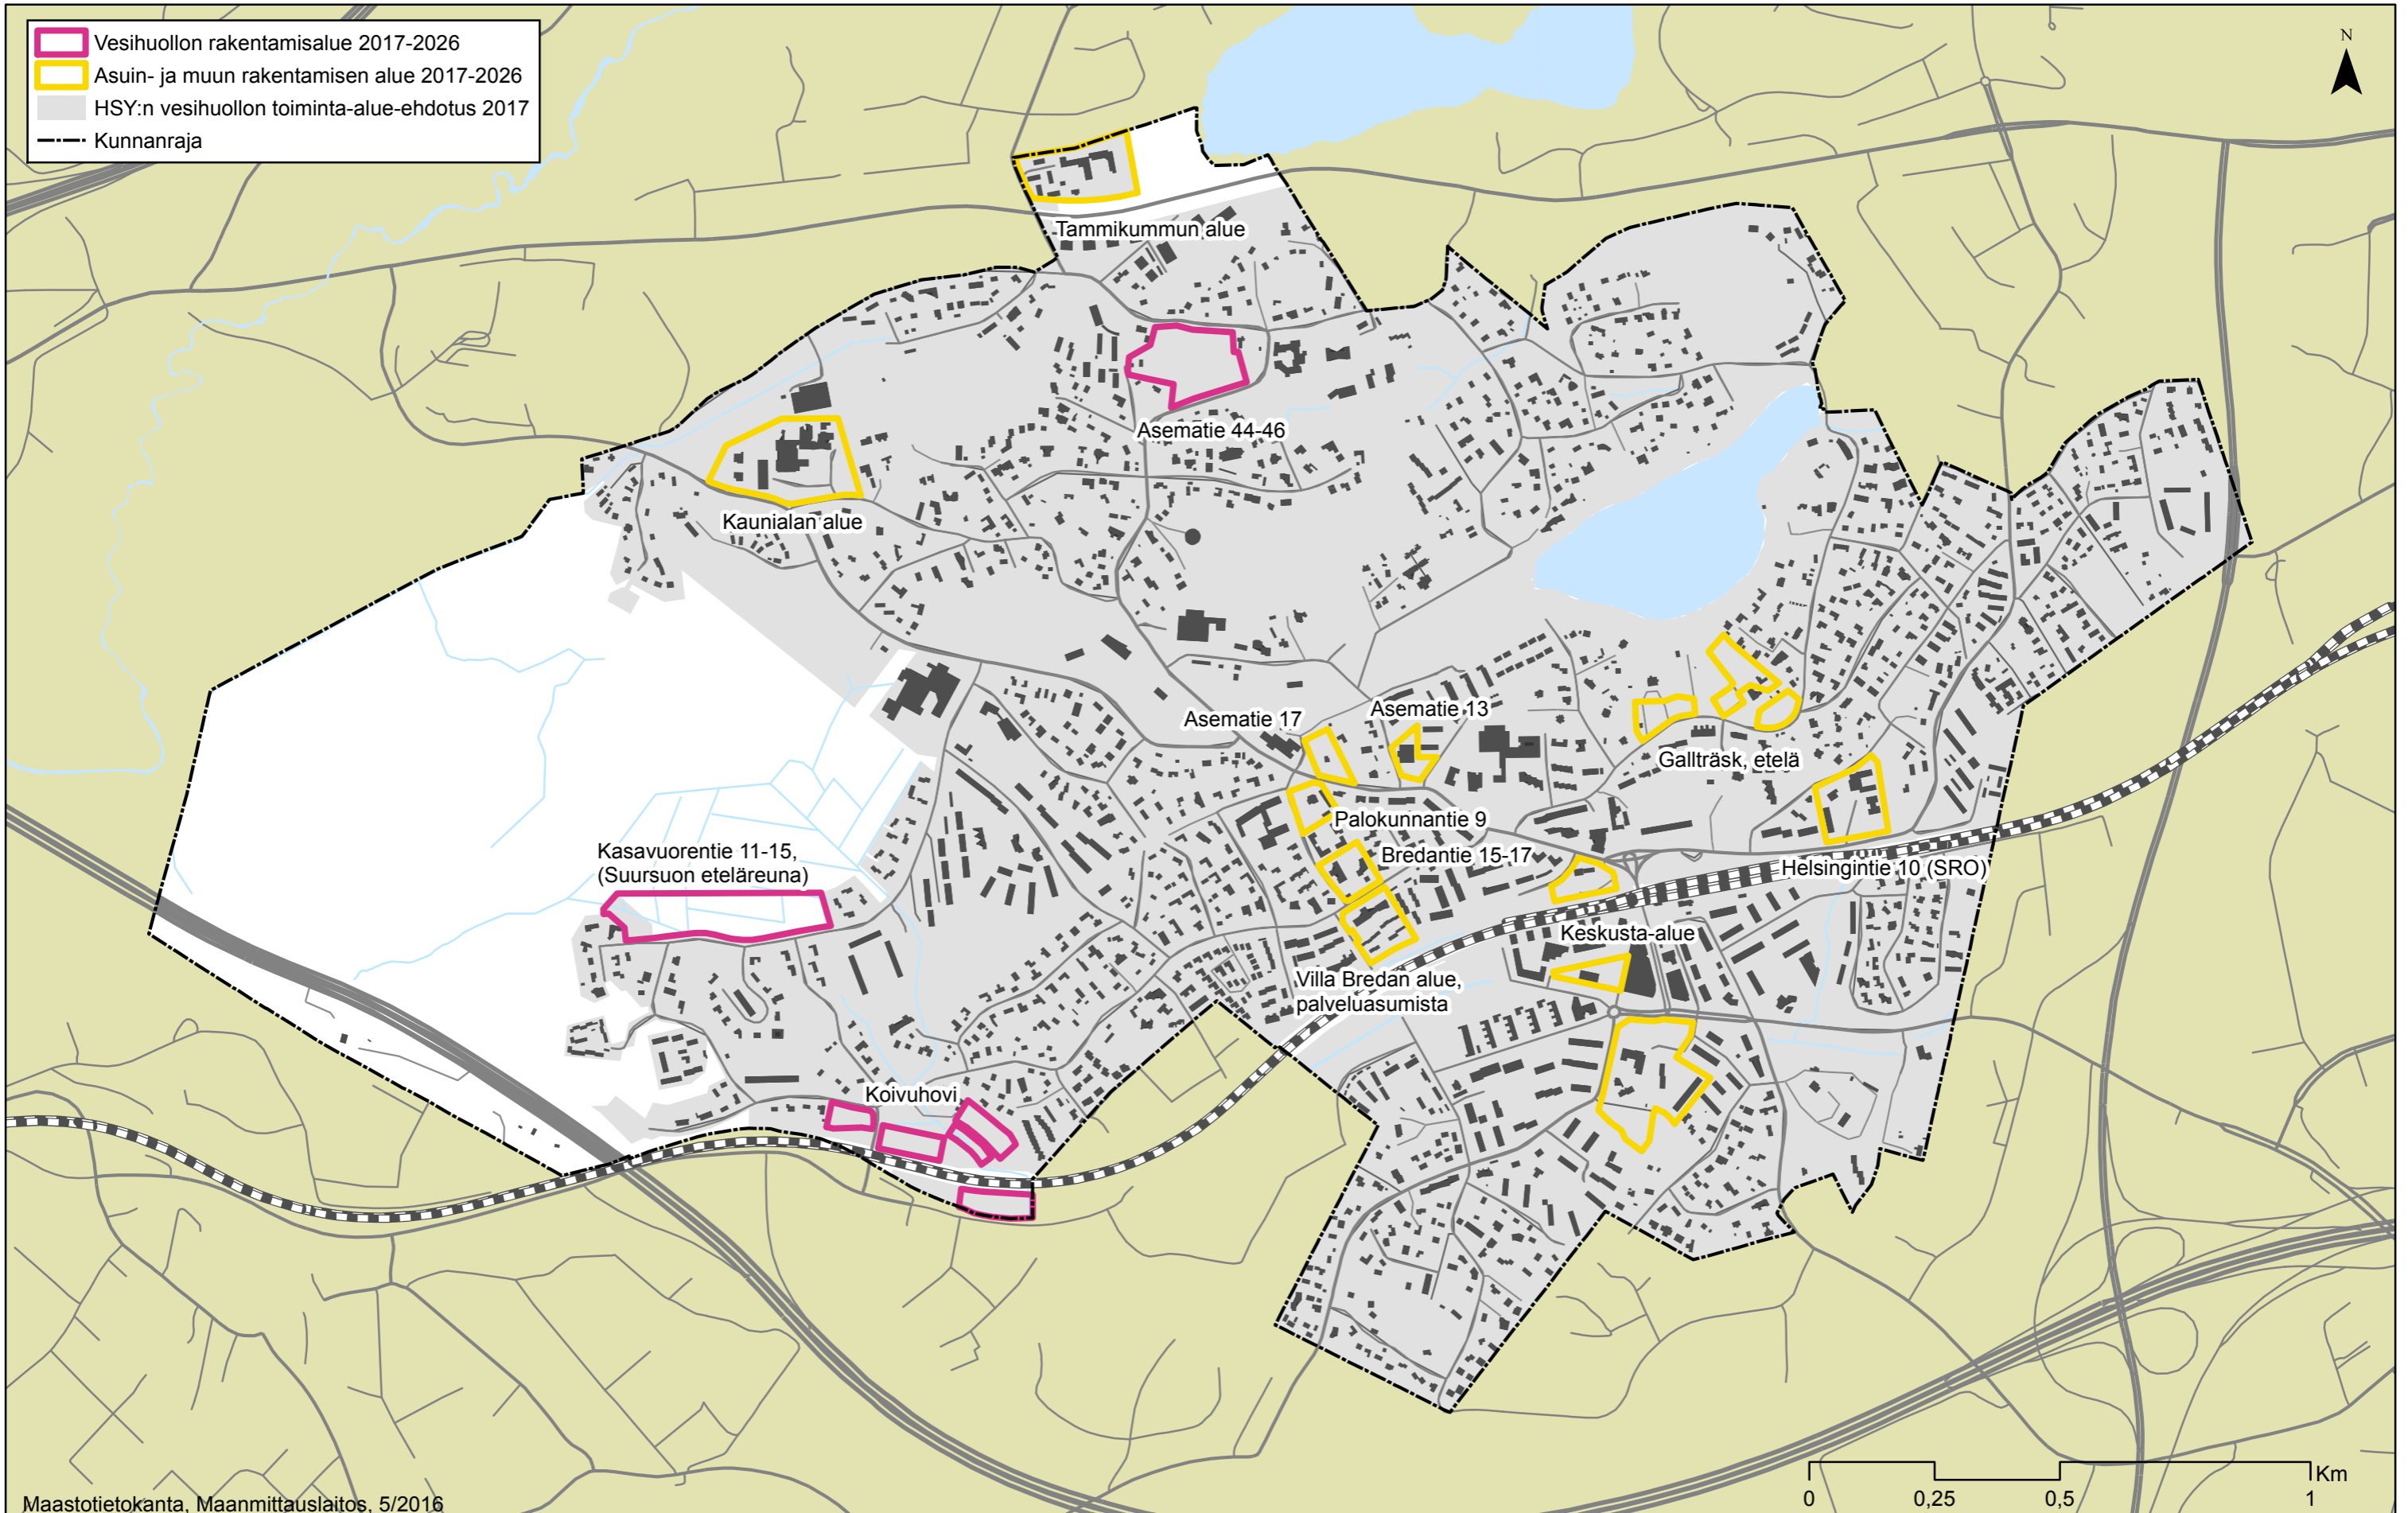 Vesihuollon rakentamisalue 2017-2026
Asuin- ja muun rakentamisen alue 2017-2026
HSY:n vesihuollon toiminta-alue-ehdotus 2017
Kunnanraja
N
Tammikummun alue
Asematie 44-46
Kaunialan alue
Asematie 17
Asematie 13
Gallträsk, etelä
Palokunnantie 9
Bredantie 15-17
Kasavuorentie 11-15,
(Suursuon eteläreuna)
Helsingintie 10 (SRO)
Keskusta-alue
Villa Bredan alue,
palveluasumista
Koivuhovi
Km
0
0,25
0,5
1
Maastotietokanta, Maanmittauslaitos, 5/2016